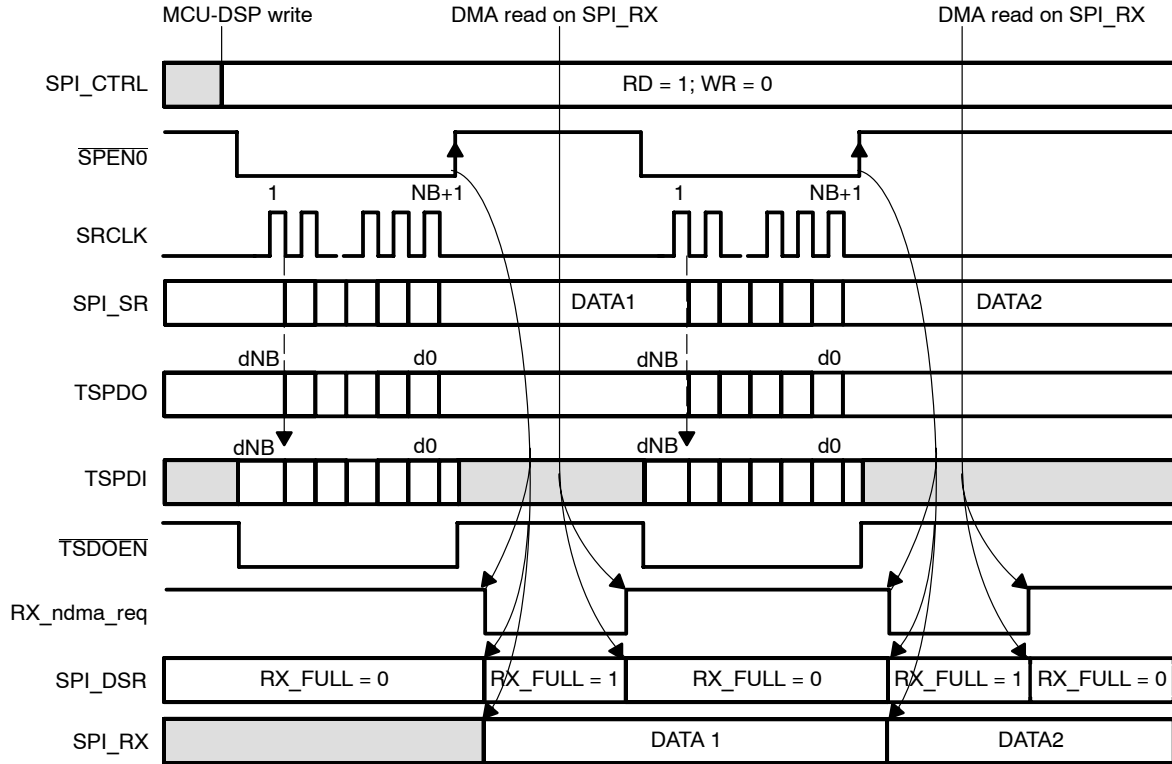 MCU-DSP write DMA read on SPI_RX DMA read on SPI_RX
SPI_CTRL RD = 1; WR = 0
SPEN0
1 NB+1 1 NB+1
SRCLK
SPI_SR DATA1 DATA2
dNB d0 dNB d0
TSPDO
dNB d0 dNB d0
TSPDI
TSDOEN
RX_ndma_req
SPI_DSR RX_FULL = 0 RX_FULL = 1 RX_FULL = 0 RX_FULL = 1 RX_FULL = 0
SPI_RX DATA 1 DATA2